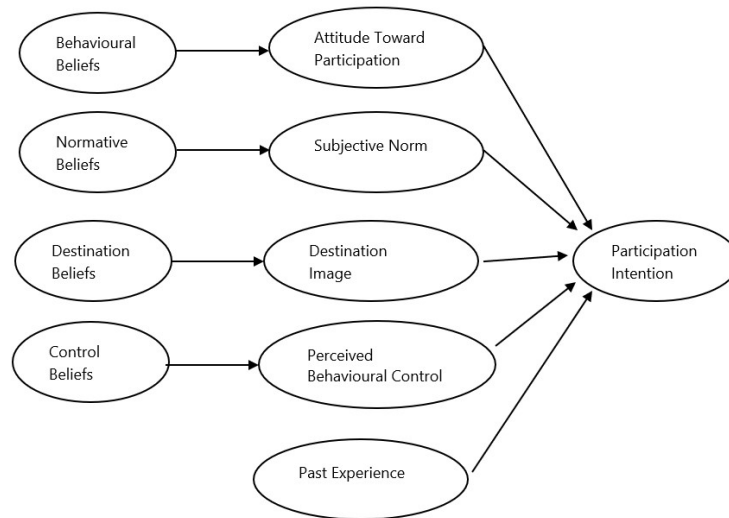 Behavioural
Beliefs
Attitude Toward
Participation
Normative
Beliefs
Subjective Norm
Destination
Beliefs
Destination
Image
Participation
Intention
Control
Beliefs
Perceived
Behavioural Control
Past Experience